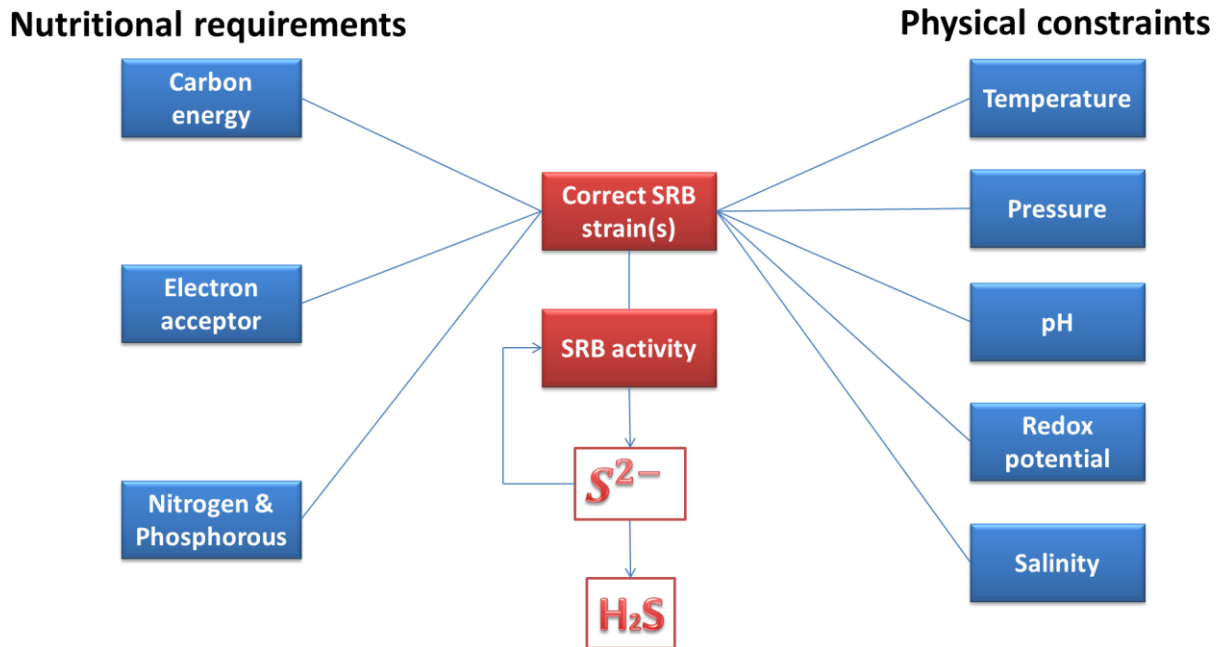 Nutritional requirements
Physical constraints
Carbon
energy
Electron
acceptor
Nitrogen &
Phosphorous
Correct SRB
strain(s)
SRB activity
S²⁻
H₂S
Temperature
Pressure
pH
Redox
potential
Salinity